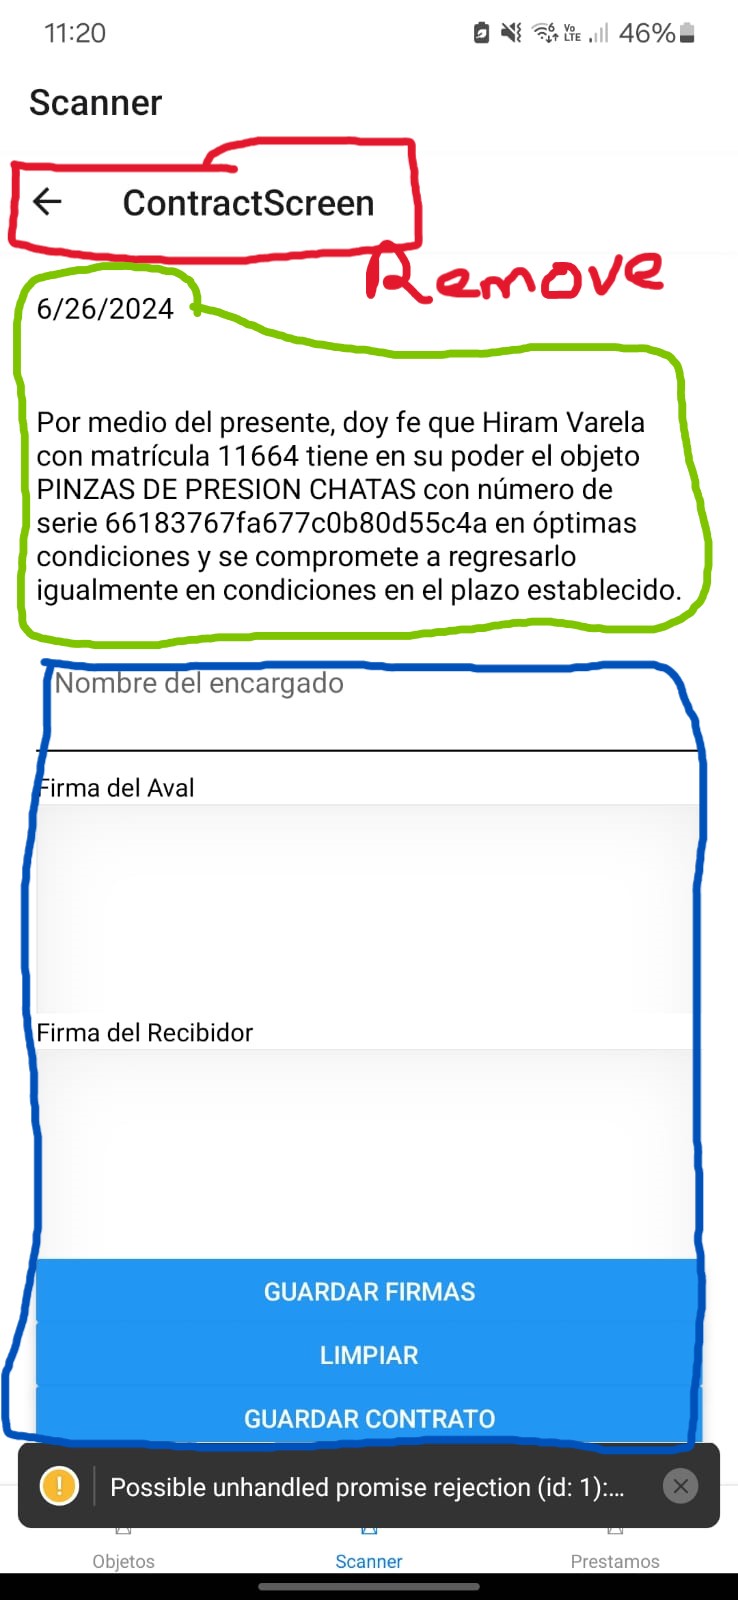 11:20
Vo
LTE
46%
Scanner
ContractScreen
Remove
6/26/2024
Por medio del presente, doy fe que Hiram Varela
con matrícula 11664 tiene en su poder el objeto
PINZAS DE PRESION CHATAS con número de
serie 66183767fa677c0b80d55c4a en óptimas
condiciones y se compromete a regresarlo
igualmente en condiciones en el plazo establecido.
Nombre del encargado
Firma del Aval
Firma del Recibidor
GUARDAR FIRMAS
LIMPIAR
GUARDAR CONTRATO
Possible unhandled promise rejection (id: 1):...
Objetos
Scanner
Prestamos